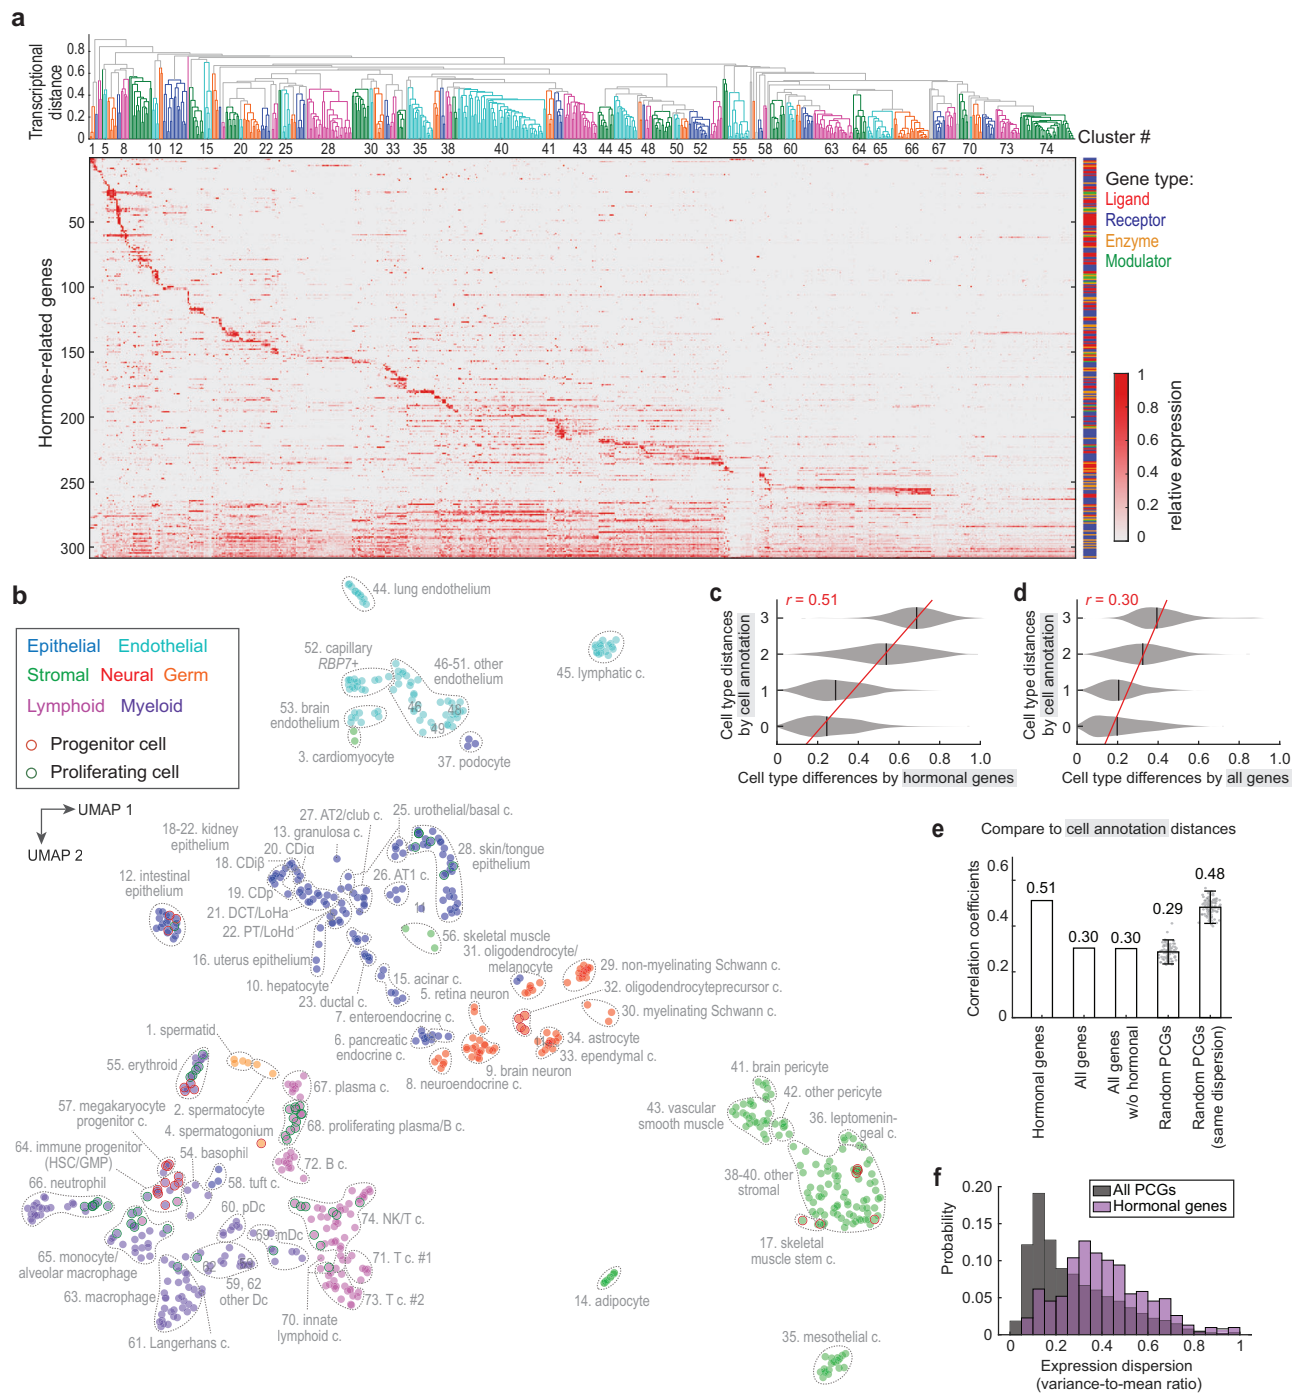 a
Transcriptional
distance
0.8
0.6
0.4
0.2
0
1 5 8 10 12 15 20 22 25 28 30 33 35 38 40 41 43 44 45 48 50 52 55 58 60 63 64 65 66 67 70 73 74
Cluster #
Hormone-related genes
50
100
150
200
250
300
Gene type:
Ligand
Receptor
Enzyme
Modulator
1
0.8
0.6
0.4
0.2
0
relative expression
b
Epithelial Endothelial
Stromal Neural Germ
Lymphoid Myeloid
Progenitor cell
Proliferating cell
UMAP 1
UMAP 2
44. lung endothelium
52. capillary
RBP7+
46-51. other
endothelium
45. lymphatic c.
46
48
49
53. brain
endothelium
3. cardiomyocyte
37. podocyte
27. AT2/club c.
25. urothelial/basal c.
18-22. kidney
epithelium
13. granulosa c.
20. CDiα
18. CDiβ
28. skin/tongue
epithelium
12. intestinal
epithelium
26. AT1 c.
19. CDp
21. DCT/LoHa
22. PT/LoHd
56. skeletal muscle
16. uterus epithelium
31. oligodendrocyte/
melanocyte
29. non-myelinating Schwann c.
10. hepatocyte
15. acinar c.
23. ductal c.
5. retina neuron
32. oligodendrocyteprecursor c.
7. enteroendocrine c.
30. myelinating Schwann c.
6. pancreatic
endocrine c.
34. astrocyte
33. ependymal c.
9. brain neuron
8. neuroendocrine c.
1. spermatid
55. erythroid
67. plasma c.
2. spermatocyte
57. megakaryocyte
progenitor c.
68. proliferating plasma/B c.
4. spermatogonium
64. immune progenitor
(HSC/GMP)
54. basophil
72. B c.
66. neutrophil
58. tuft c.
60. pDc
74. NK/T c.
69. mDc
65. monocyte/
alveolar macrophage
62
71. T c. #1
59, 62
other Dc
63. macrophage
73. T c. #2
70. innate
lymphoid c.
61. Langerhans c.
41. brain pericyte
42. other pericyte
43. vascular
smooth muscle
36. leptomenin-
geal c.
38-40. other
stromal
17. skeletal
muscle stem c.
14. adipocyte
35. mesothelial c.
c
r = 0.51
Cell type distances
by cell annotation
3
2
1
0
0 0.2 0.4 0.6 0.8 1.0
Cell type differences by hormonal genes
d
r = 0.30
Cell type distances
by cell annotation
3
2
1
0
0 0.2 0.4 0.6 0.8 1.0
Cell type differences by all genes
e
Compare to cell annotation distances
Correlation coefficients
0.6
0.4
0.2
0
0.51
0.30
0.30
0.29
0.48
Hormonal genes
All genes
All genes
w/o hormonal
Random PCGs
Random PCGs
(same dispersion)
f
All PCGs
Hormonal genes
Probability
0.20
0.15
0.10
0.05
0
0 0.2 0.4 0.6 0.8 1
Expression dispersion
(variance-to-mean ratio)